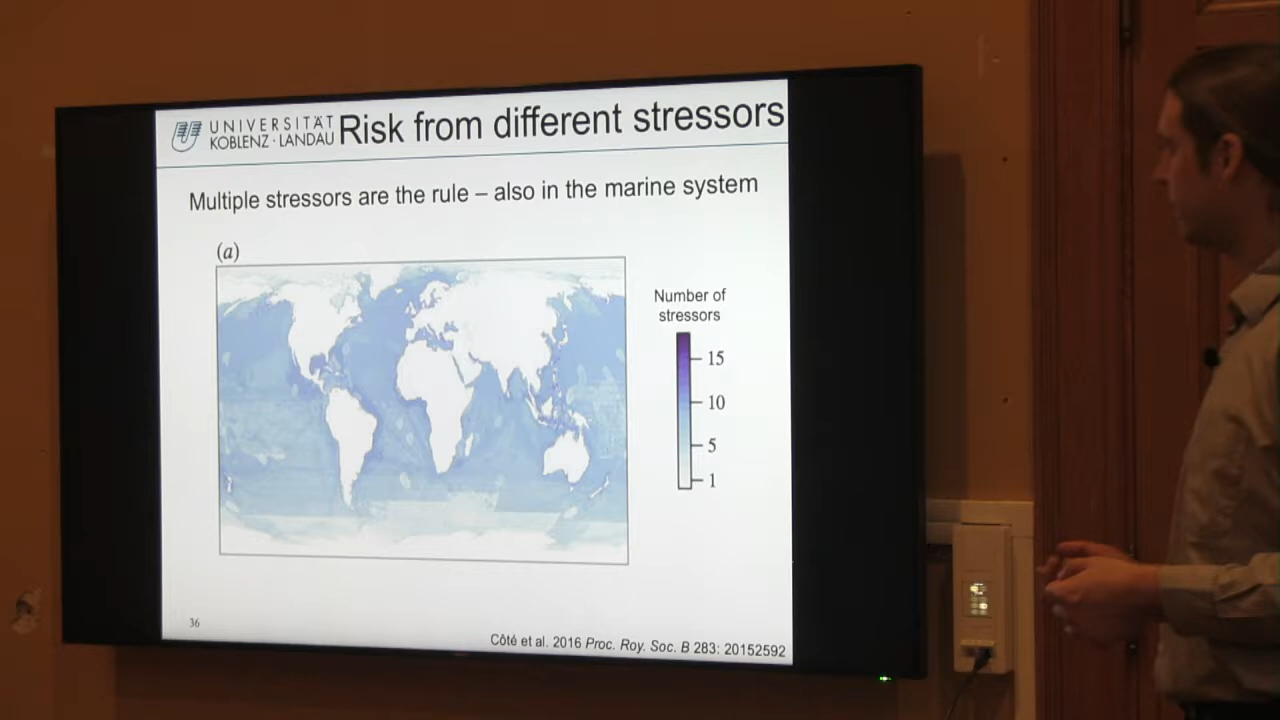 UNIVERSITÄT
KOBLENZ · LANDAU
Risk from different stressors
Multiple stressors are the rule – also in the marine system
(a)
Number of
stressors
15
10
5
1
36
Côté et al. 2016 Proc. Roy. Soc. B 283: 20152592